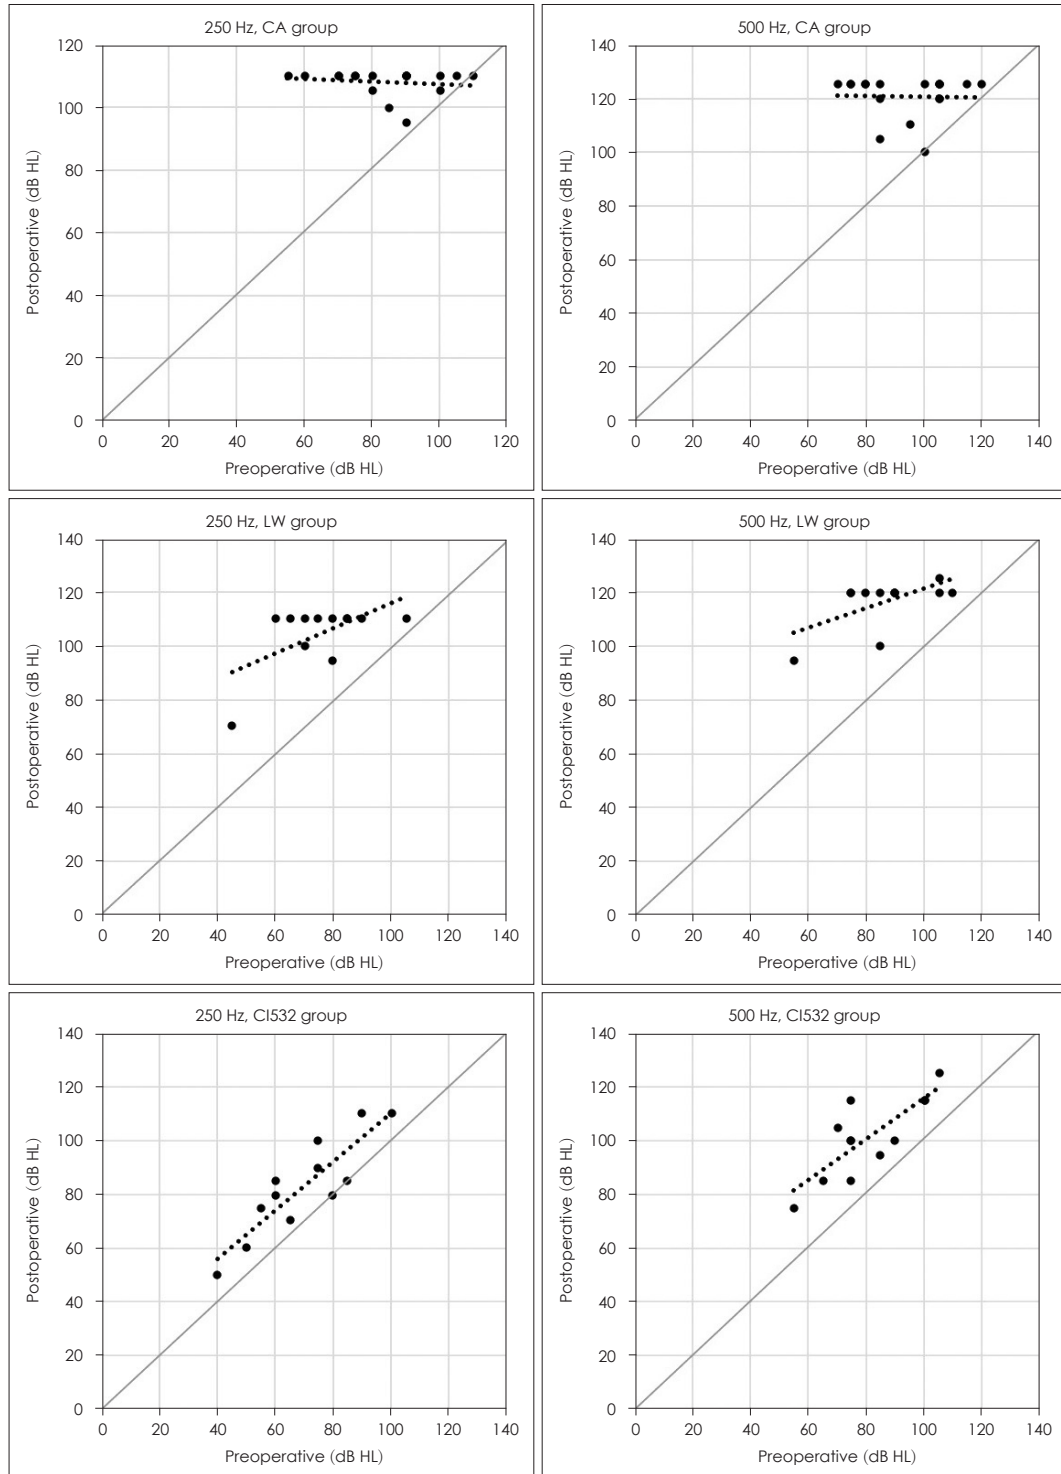 250 Hz, CA group
120
100
80
60
40
20
0
0 20 40 60 80 100 120
Postoperative (dB HL)
Preoperative (dB HL)
500 Hz, CA group
140
120
100
80
60
40
20
0
0 20 40 60 80 100 120 140
Postoperative (dB HL)
Preoperative (dB HL)
250 Hz, LW group
140
120
100
80
60
40
20
0
0 20 40 60 80 100 120 140
Postoperative (dB HL)
Preoperative (dB HL)
500 Hz, LW group
140
120
100
80
60
40
20
0
0 20 40 60 80 100 120 140
Postoperative (dB HL)
Preoperative (dB HL)
250 Hz, CI532 group
140
120
100
80
60
40
20
0
0 20 40 60 80 100 120 140
Postoperative (dB HL)
Preoperative (dB HL)
500 Hz, CI532 group
140
120
100
80
60
40
20
0
0 20 40 60 80 100 120 140
Postoperative (dB HL)
Preoperative (dB HL)